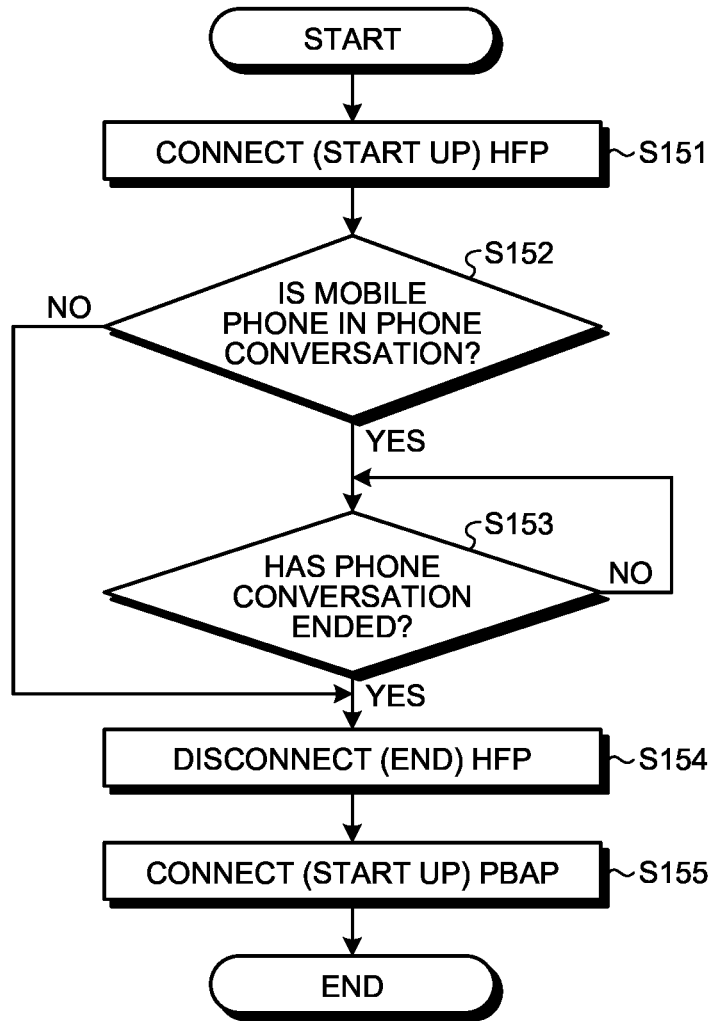 START
CONNECT (START UP) HFP
S151
S152
NO
IS MOBILE
PHONE IN PHONE
CONVERSATION?
YES
S153
HAS PHONE
CONVERSATION
ENDED?
NO
YES
DISCONNECT (END) HFP
S154
CONNECT (START UP) PBAP
S155
END